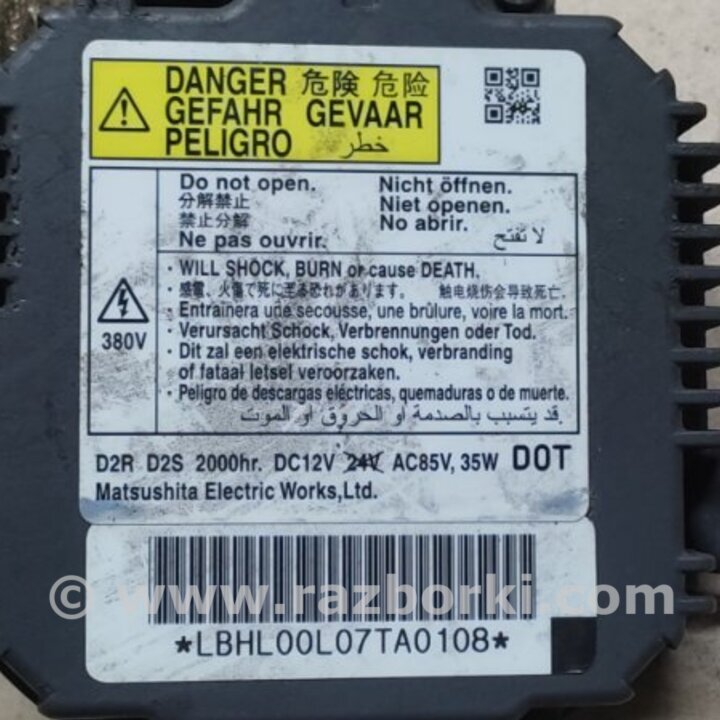 DANGER 危険 危险
GEFAHR GEVAAR
PELIGRO خطر
Do not open.
分解禁止
禁止分解
Ne pas ouvrir.
Nicht öffnen.
Niet openen.
No abrir.
لا تفتح
380V
· WILL SHOCK, BURN or cause DEATH.
· 感電、火傷で死に至る恐れがあります。 触电烧伤会导致死亡.
· Entraînera une secousse, une brûlure, voire la mort.
· Verursacht Schock, Verbrennungen oder Tod.
· Dit zal een elektrische schok, verbranding
of fataal letsel veroorzaken.
· Peligro de descargas eléctricas, quemaduras o de muerte.
قد يتسبب بالصدمة أو الحروق او الموت.
D2R D2S 2000hr. DC12V 24V AC85V, 35W DOT
Matsushita Electric Works,Ltd.
© www.razborki.com
*LBHL00L07TA0108*